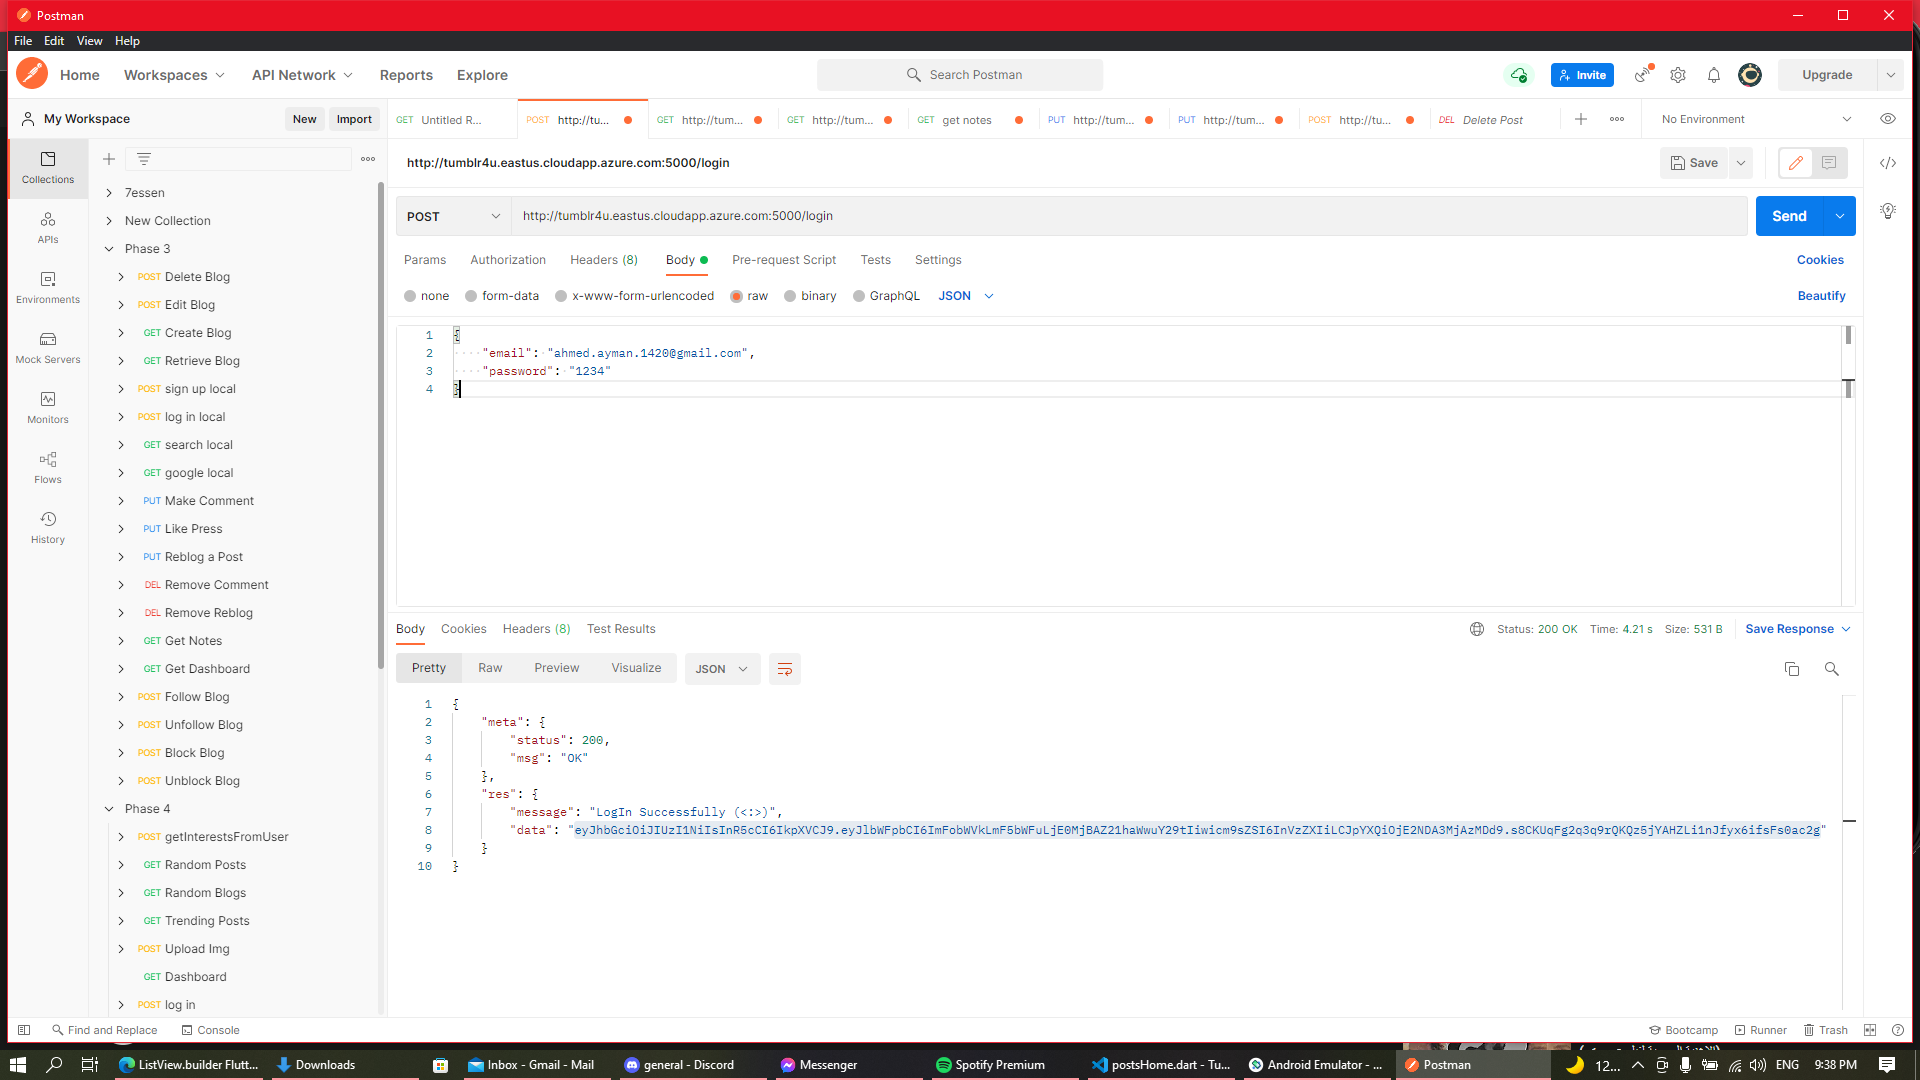 Postman
File Edit View Help
Home Workspaces API Network Reports Explore
Search Postman
Invite
Upgrade
My Workspace
New Import
GET Untitled R...
POST http://tu...
GET http://tum...
GET http://tum...
GET get notes
PUT http://tum...
PUT http://tum...
POST http://tu...
DEL Delete Post
No Environment
Collections
APIs
Environments
Mock Servers
Monitors
Flows
History
7essen
New Collection
Phase 3
POST Delete Blog
POST Edit Blog
GET Create Blog
GET Retrieve Blog
POST sign up local
POST log in local
GET search local
GET google local
PUT Make Comment
PUT Like Press
PUT Reblog a Post
DEL Remove Comment
DEL Remove Reblog
GET Get Notes
GET Get Dashboard
POST Follow Blog
POST Unfollow Blog
POST Block Blog
POST Unblock Blog
Phase 4
POST getInterestsFromUser
GET Random Posts
GET Random Blogs
GET Trending Posts
POST Upload Img
GET Dashboard
POST log in
http://tumblr4u.eastus.cloudapp.azure.com:5000/login
Save
POST http://tumblr4u.eastus.cloudapp.azure.com:5000/login
Send
Params Authorization Headers (8) Body Pre-request Script Tests Settings
Cookies
none form-data x-www-form-urlencoded raw binary GraphQL JSON
Beautify
1 {
2 "email": "ahmed.ayman.1420@gmail.com",
3 "password": "1234"
4 }
Body Cookies Headers (8) Test Results
Status: 200 OK Time: 4.21 s Size: 531 B Save Response
Pretty Raw Preview Visualize JSON
1 {
2 "meta": {
3 "status": 200,
4 "msg": "OK"
5 },
6 "res": {
7 "message": "LogIn Successfully (<:>)",
8 "data": "eyJhbGciOiJIUzI1NiIsInR5cCI6IkpXVCJ9.eyJlbWFpbCI6ImFobWVkLmF5bWFuLjE0MjBAZ21haWwuY29tIiwicm9sZSI6InVzZXIiLCJpYXQiOjE2NDA3MjAzMDd9.s8CKUqFg2q3q9rQKQz5jYAHZLi1nJfyx6ifsFs0ac2g"
9 }
10 }
Find and Replace Console
Bootcamp Runner Trash
ListView.builder Flutt...
Downloads
Inbox - Gmail - Mail
general - Discord
Messenger
Spotify Premium
postsHome.dart - Tu...
Android Emulator - ...
Postman
12...
ENG
9:38 PM